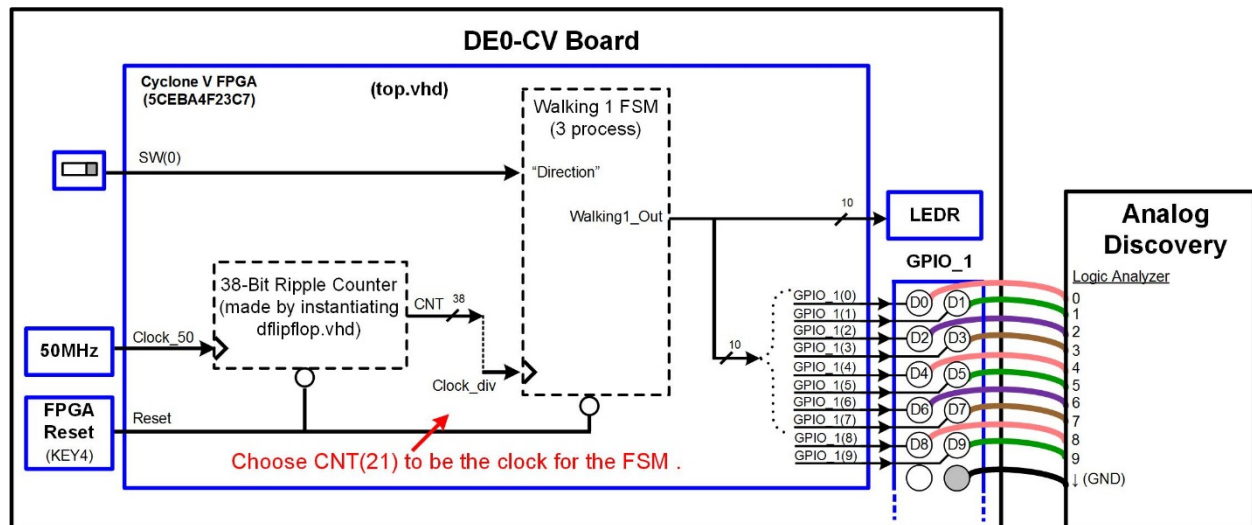 DE0-CV Board
Cyclone V FPGA
(5CEBA4F23C7)
(top.vhd)
Walking 1 FSM
(3 process)
SW(0)
“Direction”
Walking1_Out
10
LEDR
Analog
Discovery
GPIO_1
Logic Analyzer
38-Bit Ripple Counter
(made by instantiating
dflipflop.vhd)
CNT
38
50MHz
Clock_50
Clock_div
10
FPGA
Reset
(KEY4)
Reset
Choose CNT(21) to be the clock for the FSM .
GPIO_1(0)
GPIO_1(1)
GPIO_1(2)
GPIO_1(3)
GPIO_1(4)
GPIO_1(5)
GPIO_1(6)
GPIO_1(7)
GPIO_1(8)
GPIO_1(9)
D0 D1
D2 D3
D4 D5
D6 D7
D8 D9
0
1
2
3
4
5
6
7
8
9
↓ (GND)